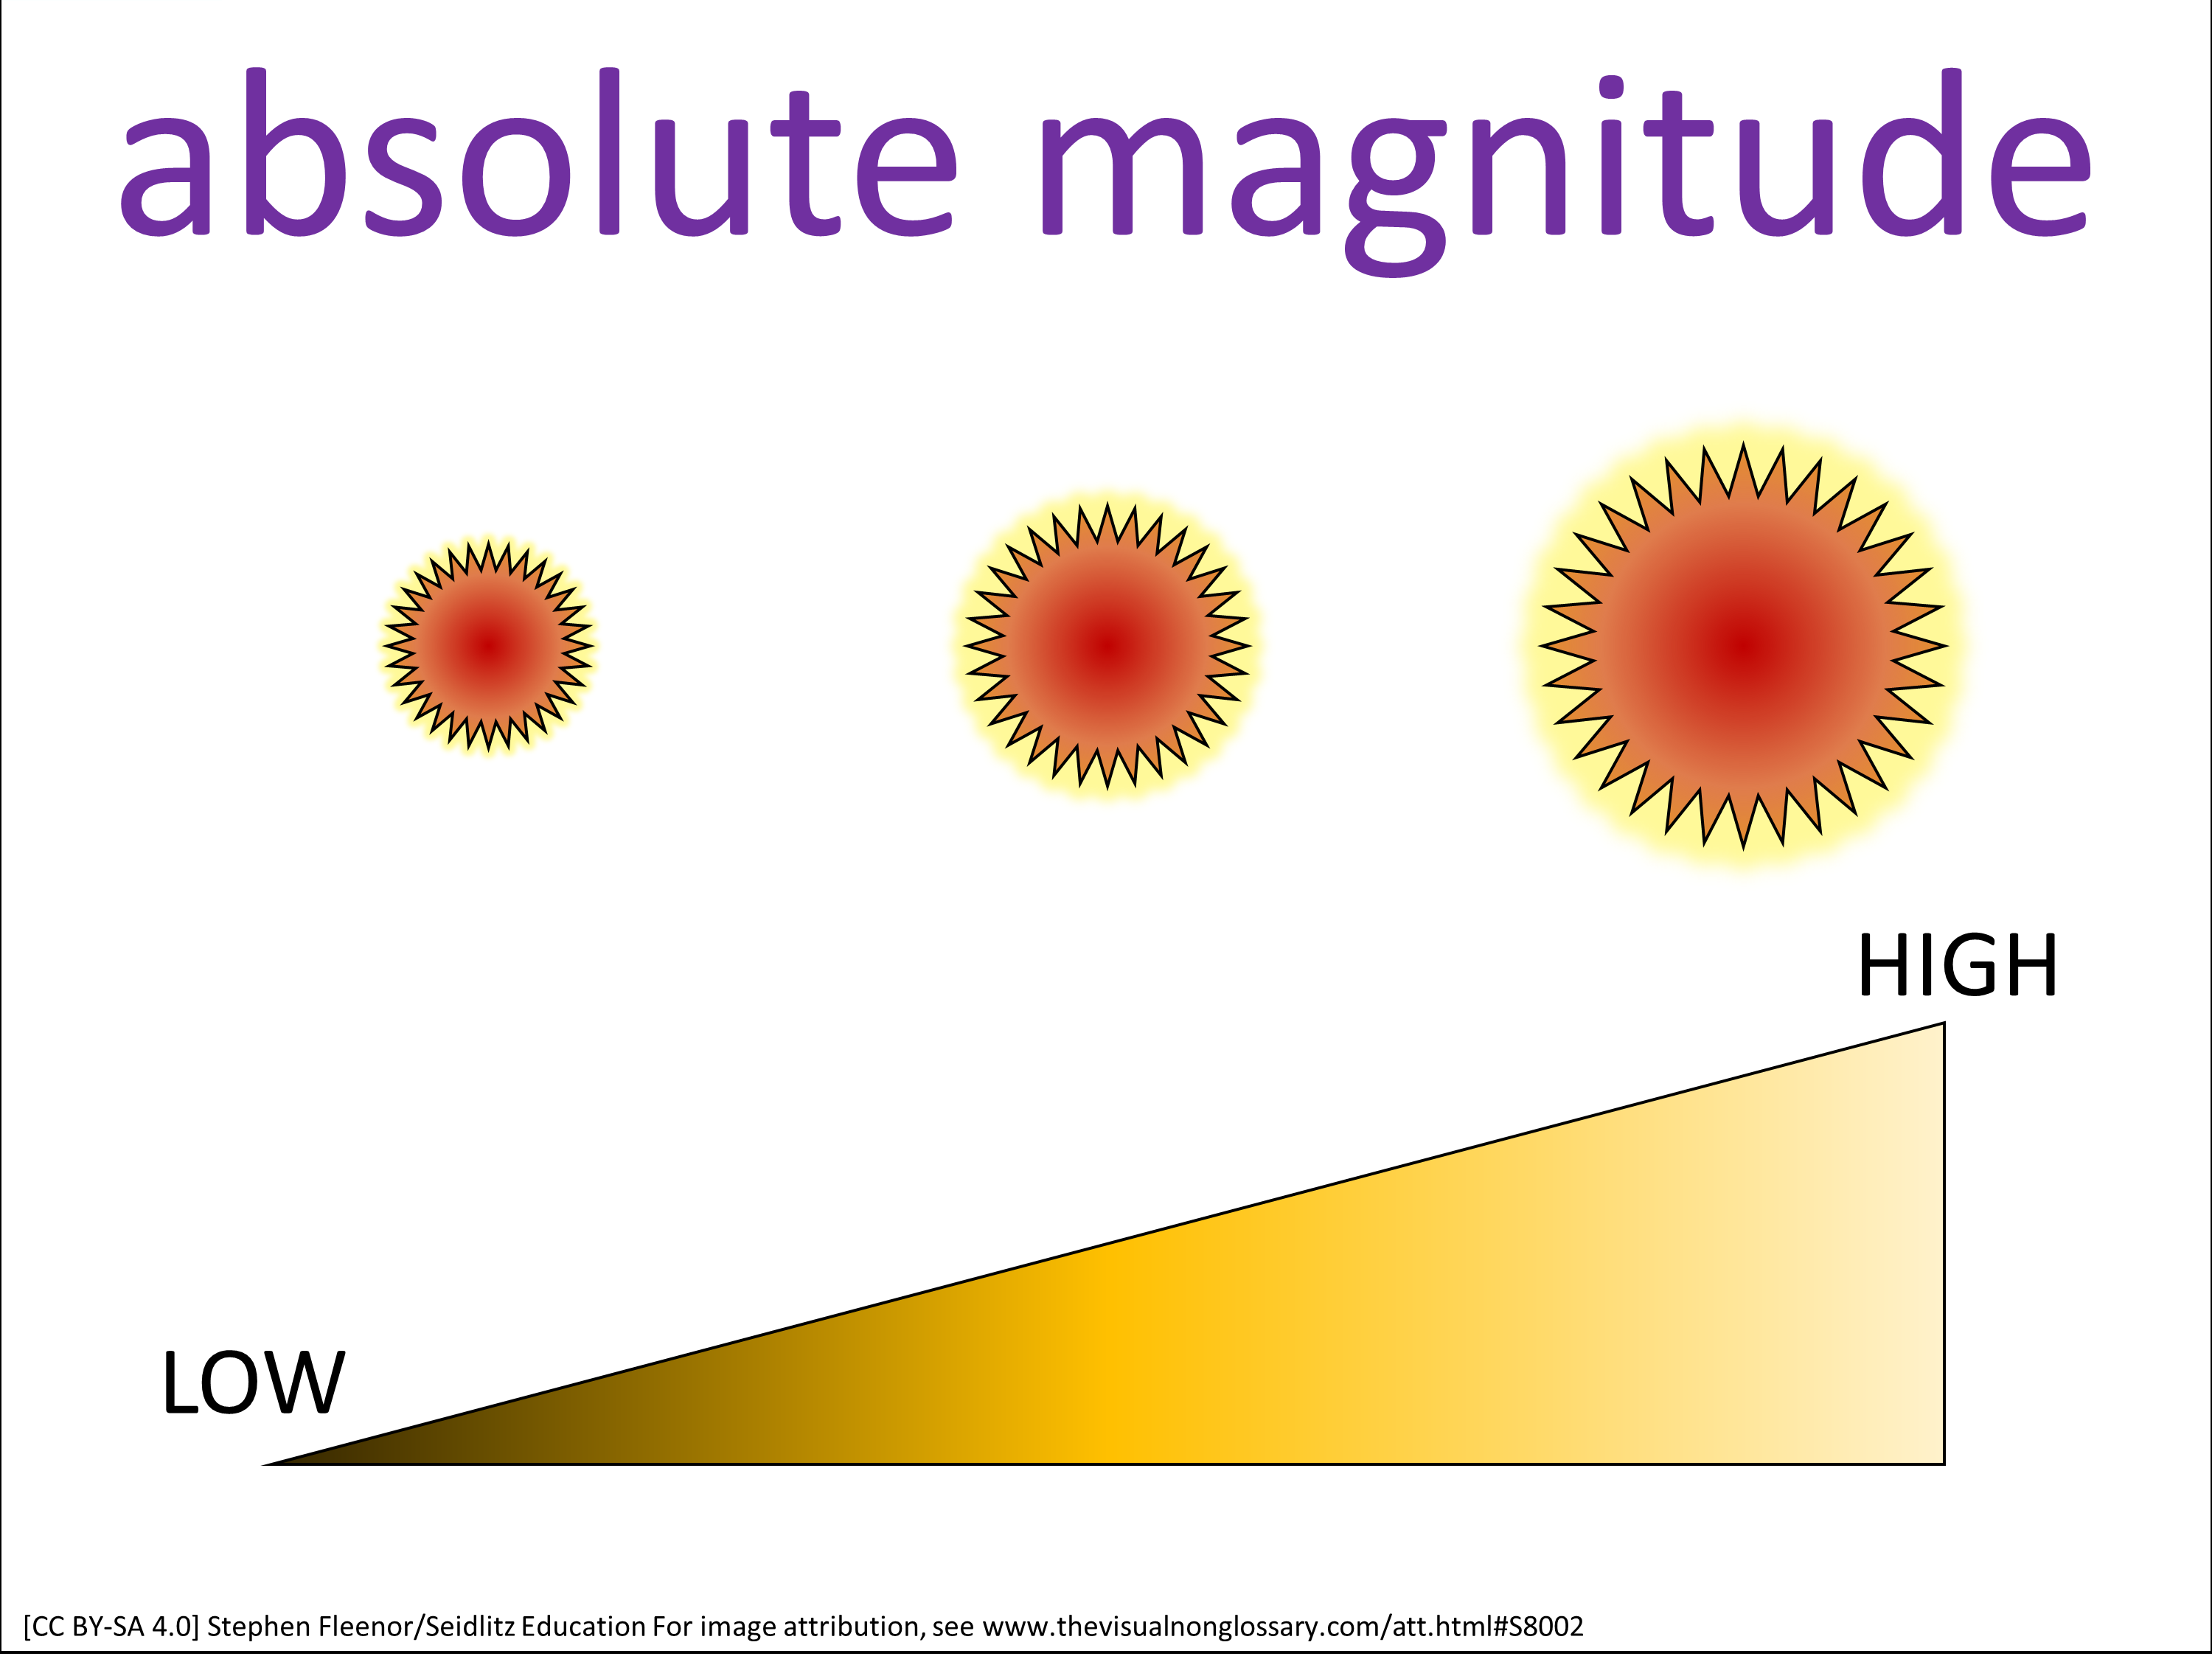 absolute magnitude
HIGH
LOW
[CC BY-SA 4.0] Stephen Fleenor/Seidlitz Education For image attribution, see www.thevisualnonglossary.com/att.html#S8002